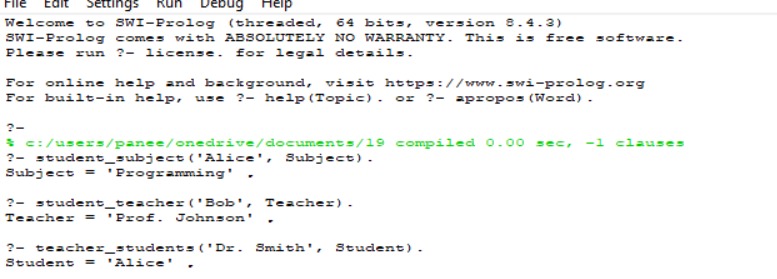 File Edit Settings Run Debug Help
Welcome to SWI-Prolog (threaded, 64 bits, version 8.4.3)
SWI-Prolog comes with ABSOLUTELY NO WARRANTY. This is free software.
Please run ?- license. for legal details.
For online help and background, visit https://www.swi-prolog.org
For built-in help, use ?- help(Topic). or ?- apropos(Word).
?-
% c:/users/panee/onedrive/documents/19 compiled 0.00 sec, -1 clauses
?- student_subject('Alice', Subject).
Subject = 'Programming' .
?- student_teacher('Bob', Teacher).
Teacher = 'Prof. Johnson' .
?- teacher_students('Dr. Smith', Student).
Student = 'Alice' .